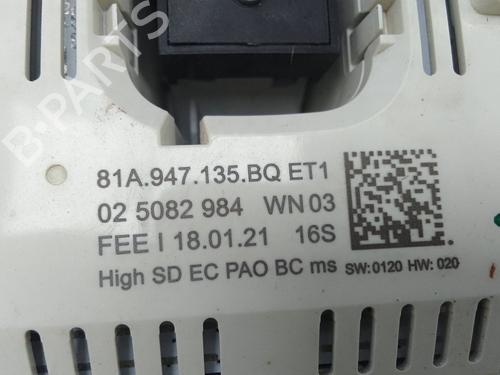 B-PARTS
81A.947.135.BQ ET1
02 5082 984 WN 03
FEE I 18.01.21 16S
High SD EC PAO BC ms SW:0120 HW: 020